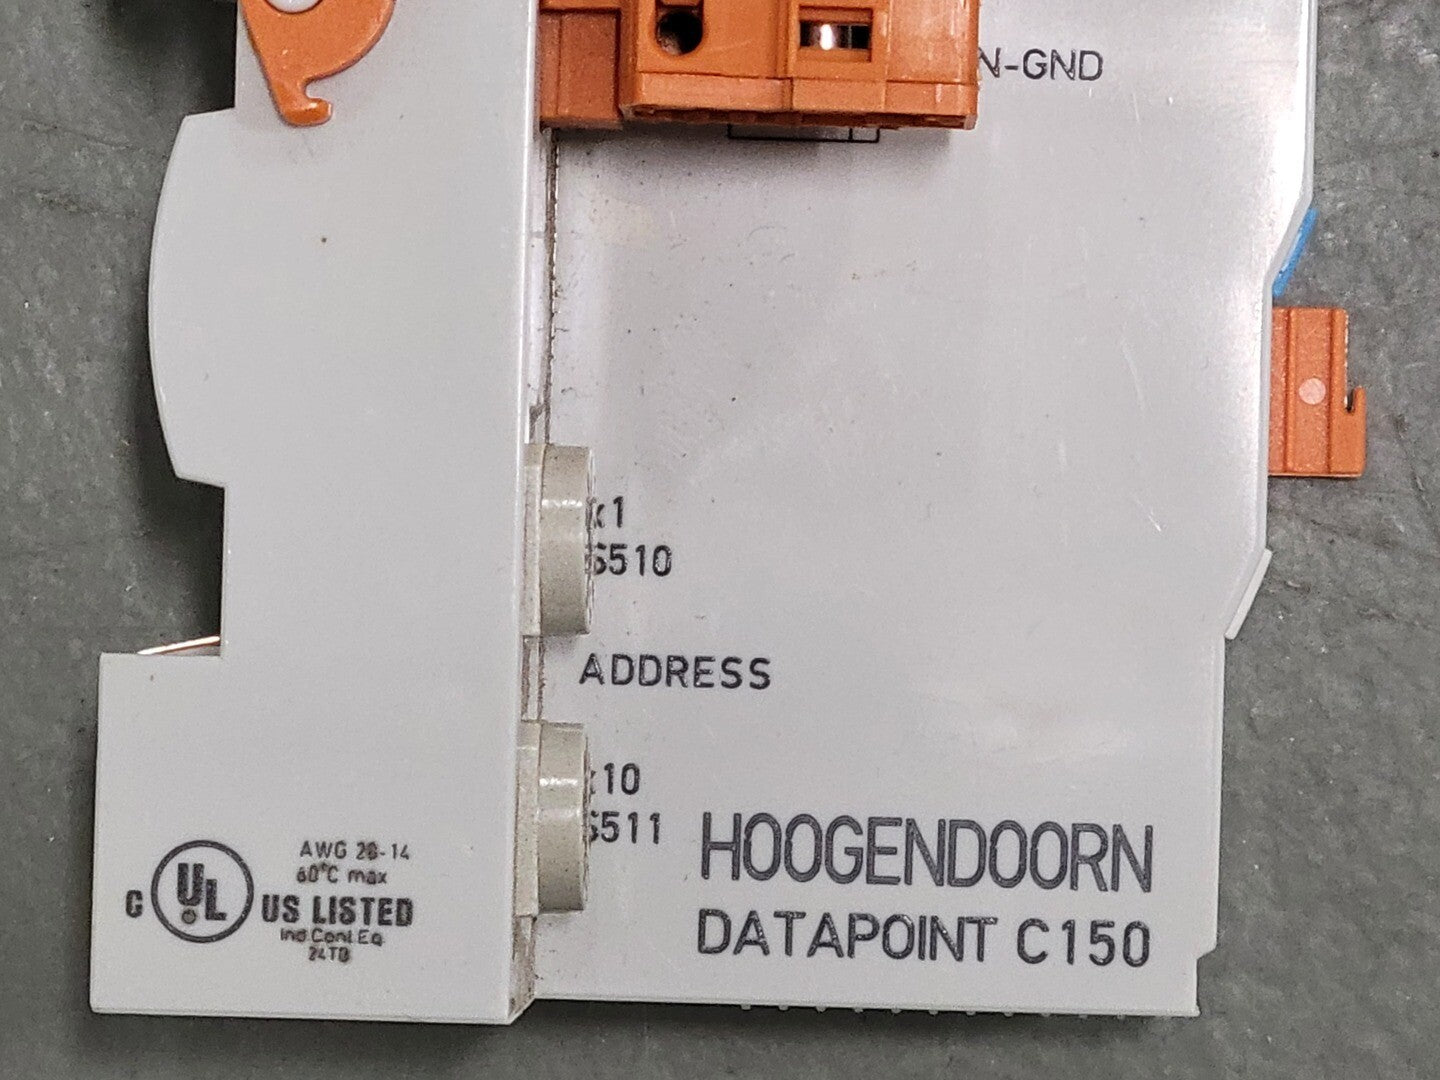 N-GND
x1
S510
ADDRESS
x10
S511
HOOGENDOORN
DATAPOINT C150
AWG 28-14
60°C max
C UL US LISTED
Ind.Cont.Eq.
24TD